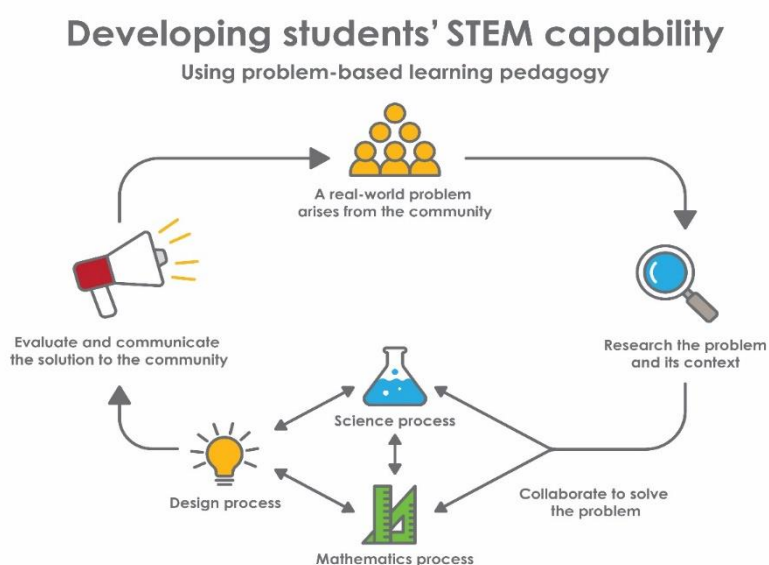 Developing students' STEM capability
Using problem-based learning pedagogy
A real-world problem
arises from the community
Research the problem
and its context
Collaborate to solve
the problem
Science process
Mathematics process
Design process
Evaluate and communicate
the solution to the community